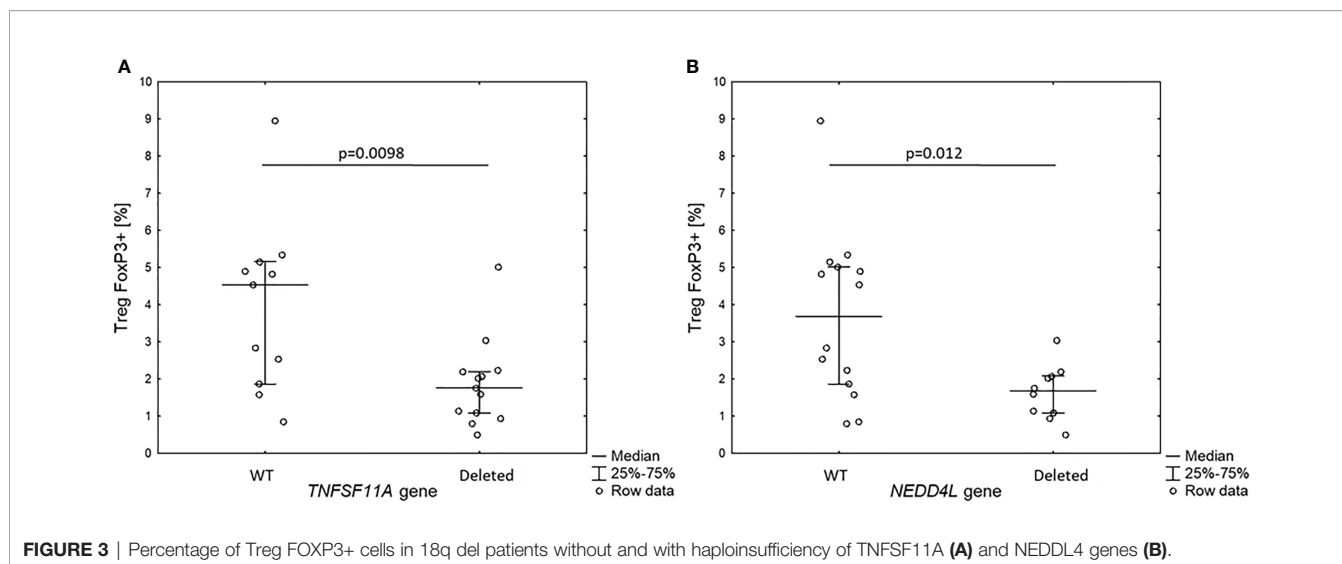 A
Treg FoxP3+ [%]
10
9
8
7
6
5
4
3
2
1
0
p=0.0098
WT
Deleted
TNFSF11A gene
Median
25%-75%
Row data
B
Treg FoxP3+ [%]
10
9
8
7
6
5
4
3
2
1
0
p=0.012
WT
Deleted
NEDD4L gene
Median
25%-75%
Row data
FIGURE 3 | Percentage of Treg FOXP3+ cells in 18q del patients without and with haploinsufficiency of TNFSF11A (A) and NEDDL4 genes (B).